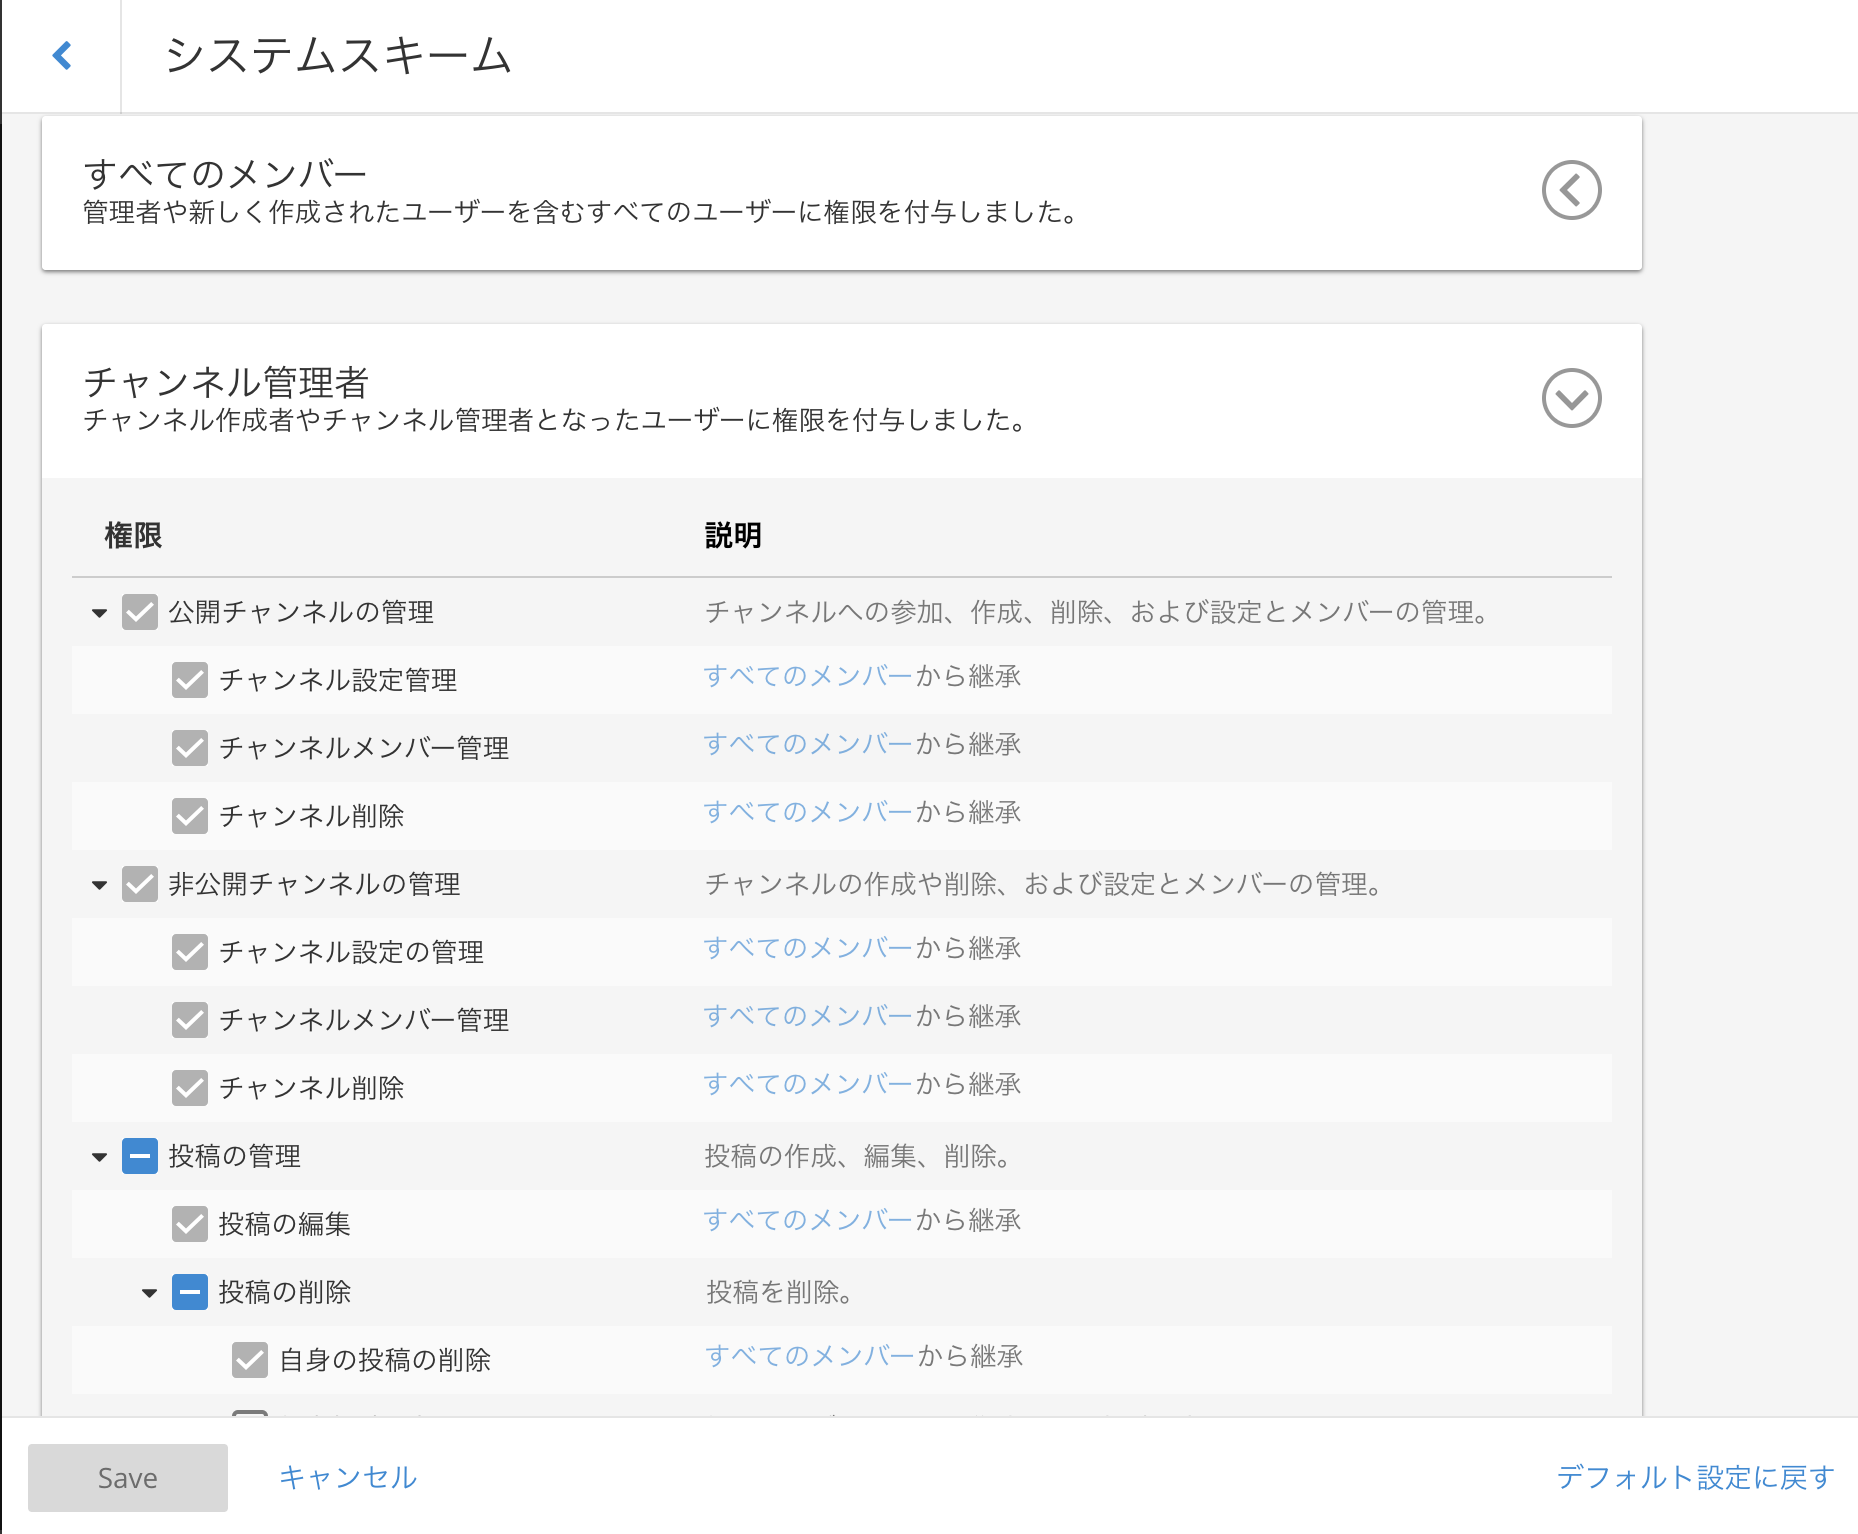 システムスキーム
すべてのメンバー
管理者や新しく作成されたユーザーを含むすべてのユーザーに権限を付与しました。
チャンネル管理者
チャンネル作成者やチャンネル管理者となったユーザーに権限を付与しました。
権限 説明
公開チャンネルの管理 チャンネルへの参加、作成、削除、および設定とメンバーの管理。
チャンネル設定管理 すべてのメンバーから継承
チャンネルメンバー管理 すべてのメンバーから継承
チャンネル削除 すべてのメンバーから継承
非公開チャンネルの管理 チャンネルの作成や削除、および設定とメンバーの管理。
チャンネル設定の管理 すべてのメンバーから継承
チャンネルメンバー管理 すべてのメンバーから継承
チャンネル削除 すべてのメンバーから継承
投稿の管理 投稿の作成、編集、削除。
投稿の編集 すべてのメンバーから継承
投稿の削除 投稿を削除。
自身の投稿の削除 すべてのメンバーから継承
Save キャンセル デフォルト設定に戻す